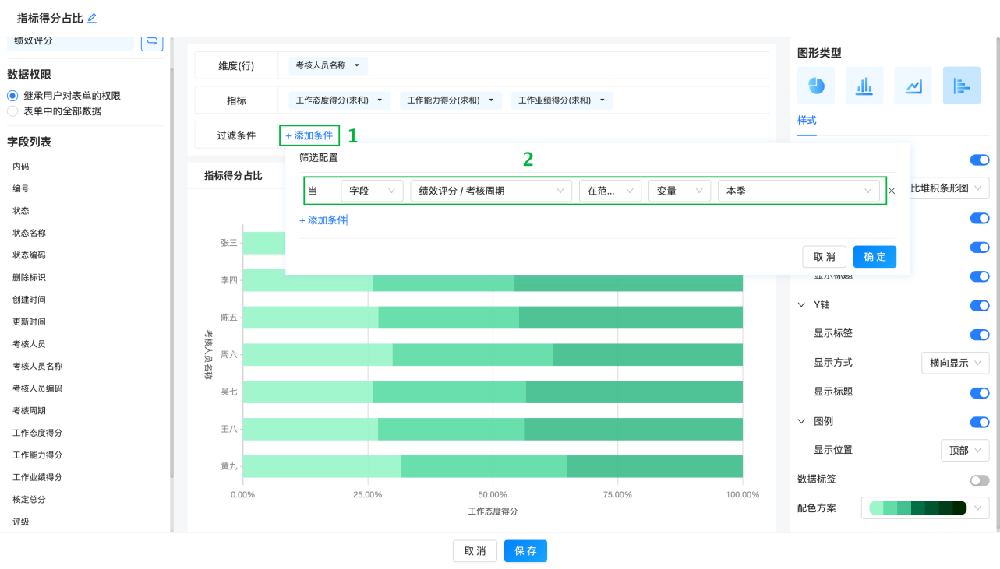 指标得分占比
绩效评分
数据权限
继承用户对表单的权限
表单中的全部数据
字段列表
内码
编号
状态
状态名称
状态编码
删除标识
创建时间
更新时间
考核人员
考核人员名称
考核人员编码
考核周期
工作态度得分
工作能力得分
工作业绩得分
核定总分
评级
维度(行) 考核人员名称
指标 工作态度得分(求和) 工作能力得分(求和) 工作业绩得分(求和)
过滤条件 + 添加条件 1
筛选配置 2
当 字段 绩效评分 / 考核周期 在范... 变量 本季
+ 添加条件
取 消 确 定
指标得分占比
考核人员名称
张三
李四
陈五
周六
吴七
王八
黄九
0.00% 25.00% 50.00% 75.00% 100.00%
工作态度得分
图形类型
样式
比堆积条形图
显示标题
Y轴
显示标签
显示方式 横向显示
显示标题
图例
显示位置 顶部
数据标签
配色方案
取 消 保 存